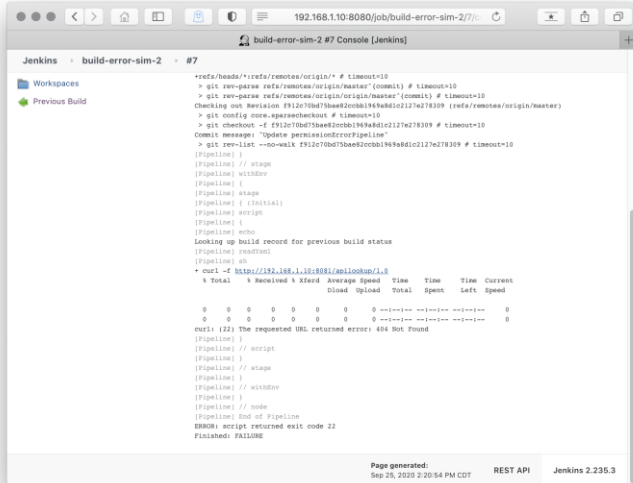 192.168.1.10:8080/job/build-error-sim-2/7/c
build-error-sim-2 #7 Console [Jenkins]
Jenkins build-error-sim-2 #7
Workspaces
Previous Build
+refs/heads/*:refs/remotes/origin/* # timeout=10
> git rev-parse refs/remotes/origin/master^{commit} # timeout=10
> git rev-parse refs/remotes/origin/origin/master^{commit} # timeout=10
Checking out Revision f912c70bd75bae82ccbb1969a8d1c2127e278309 (refs/remotes/origin/master)
> git config core.sparsecheckout # timeout=10
> git checkout -f f912c70bd75bae82ccbb1969a8d1c2127e278309 # timeout=10
Commit message: "Update permissionErrorPipeline"
> git rev-list --no-walk f912c70bd75bae82ccbb1969a8d1c2127e278309 # timeout=10
[Pipeline] }
[Pipeline] // stage
[Pipeline] withEnv
[Pipeline] {
[Pipeline] stage
[Pipeline] { (Initial)
[Pipeline] script
[Pipeline] {
[Pipeline] echo
Looking up build record for previous build status
[Pipeline] readYaml
[Pipeline] sh
+ curl -f http://192.168.1.10:8081/apilookup/1.0
% Total % Received % Xferd Average Speed Time Time Time Current
Dload Upload Total Spent Left Speed
0 0 0 0 0 0 0 0 --:--:-- --:--:-- --:--:-- 0
0 0 0 0 0 0 0 0 --:--:-- --:--:-- --:--:-- 0
curl: (22) The requested URL returned error: 404 Not Found
[Pipeline] }
[Pipeline] // script
[Pipeline] }
[Pipeline] // stage
[Pipeline] }
[Pipeline] // withEnv
[Pipeline] }
[Pipeline] // node
[Pipeline] End of Pipeline
ERROR: script returned exit code 22
Finished: FAILURE
Page generated:
Sep 25, 2020 2:20:54 PM CDT
REST API
Jenkins 2.235.3